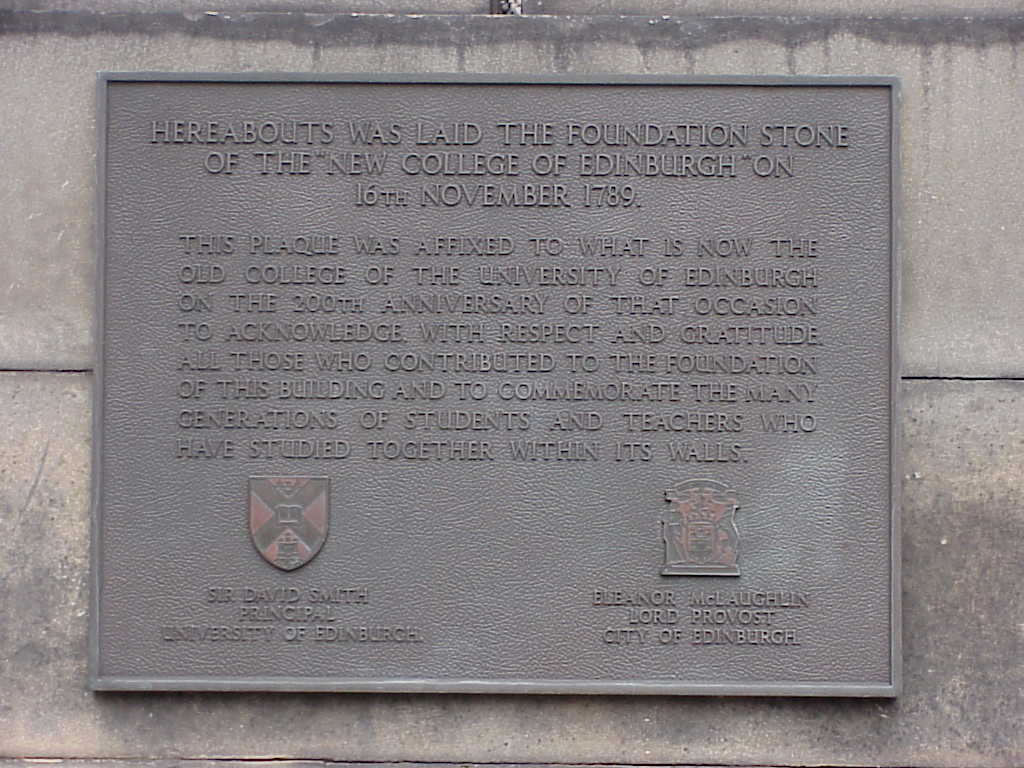 HEREABOUTS WAS LAID THE FOUNDATION STONE
OF THE "NEW COLLEGE OF EDINBURGH" ON
16TH NOVEMBER 1789.
THIS PLAQUE WAS AFFIXED TO WHAT IS NOW THE
OLD COLLEGE OF THE UNIVERSITY OF EDINBURGH
ON THE 200TH ANNIVERSARY OF THAT OCCASION
TO ACKNOWLEDGE WITH RESPECT AND GRATITUDE
ALL THOSE WHO CONTRIBUTED TO THE FOUNDATION
OF THIS BUILDING AND TO COMMEMORATE THE MANY
GENERATIONS OF STUDENTS AND TEACHERS WHO
HAVE STUDIED TOGETHER WITHIN ITS WALLS.
SIR DAVID SMITH
PRINCIPAL
UNIVERSITY OF EDINBURGH.
ELEANOR McLAUGHLIN
LORD PROVOST
CITY OF EDINBURGH.